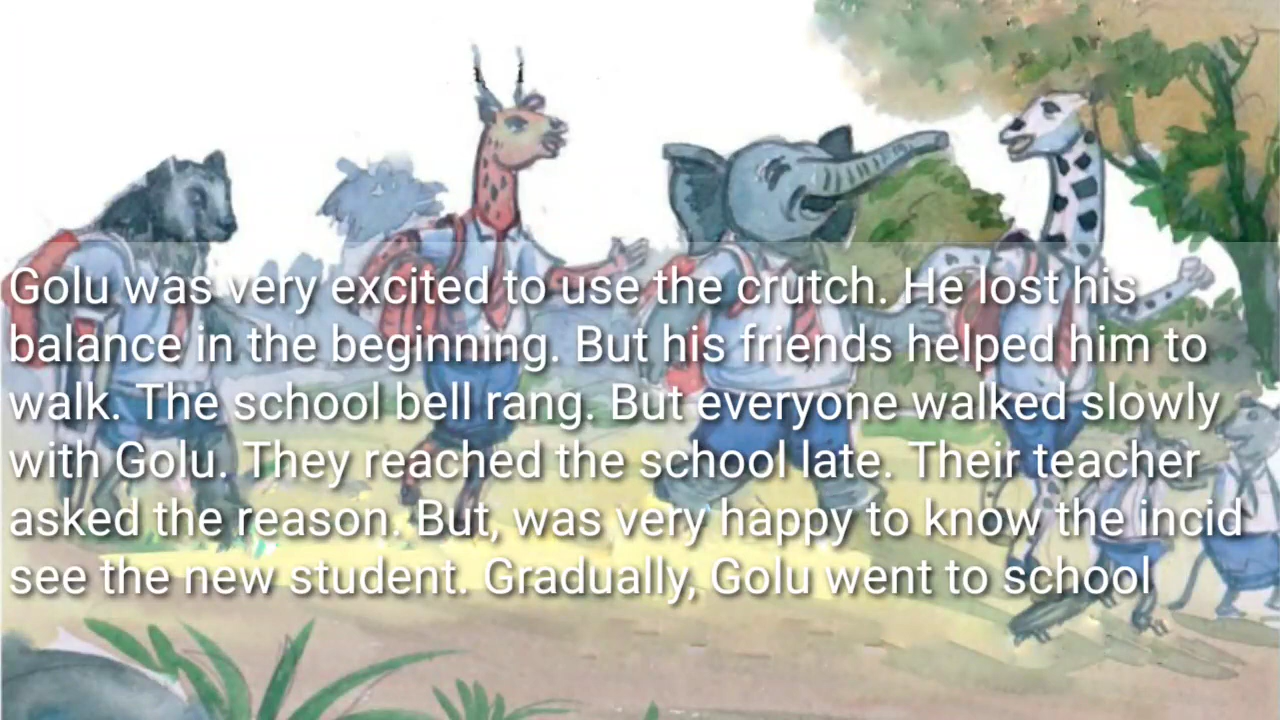 Golu was very excited to use the crutch. He lost his
balance in the beginning. But his friends helped him to
walk. The school bell rang. But everyone walked slowly
with Golu. They reached the school late. Their teacher
asked the reason. But, was very happy to know the incid
see the new student. Gradually, Golu went to school